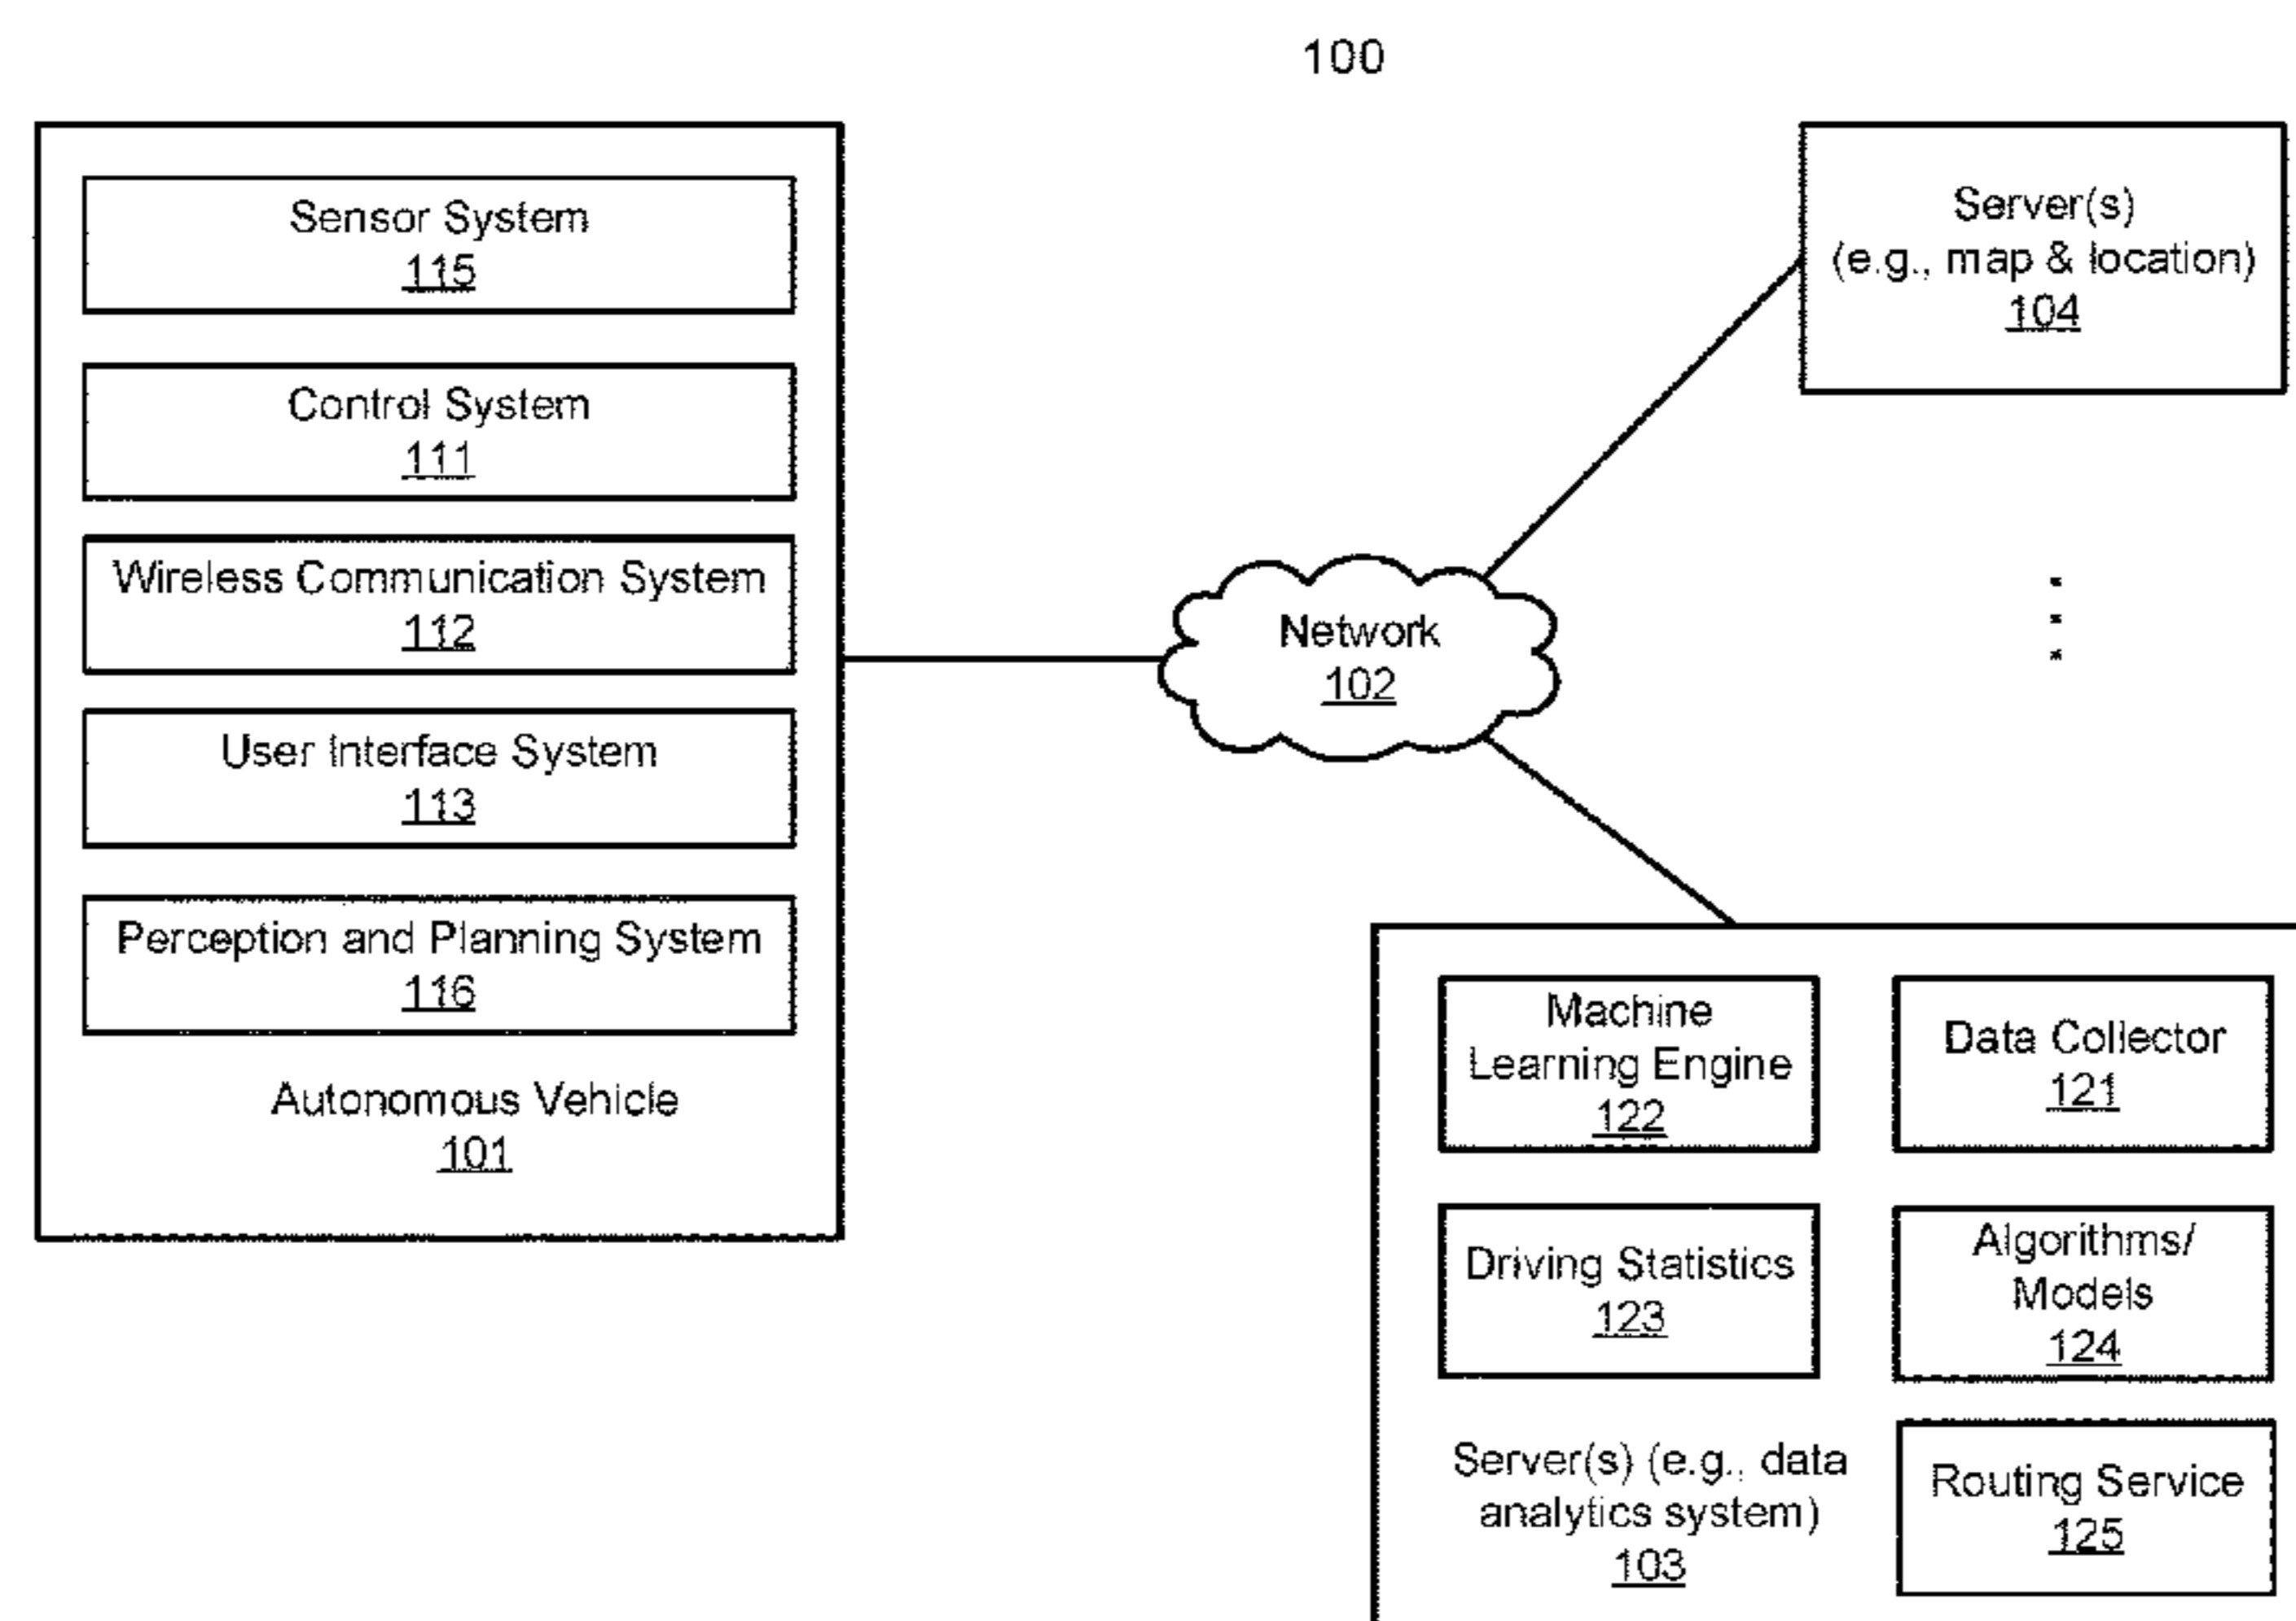 100
Sensor System
115
Control System
111
Wireless Communication System
112
User Interface System
113
Perception and Planning System
116
Autonomous Vehicle
101
Network
102
Server(s)
(e.g., map & location)
104
Machine
Learning Engine
122
Data Collector
121
Driving Statistics
123
Algorithms/
Models
124
Server(s) (e.g., data
analytics system)
103
Routing Service
125